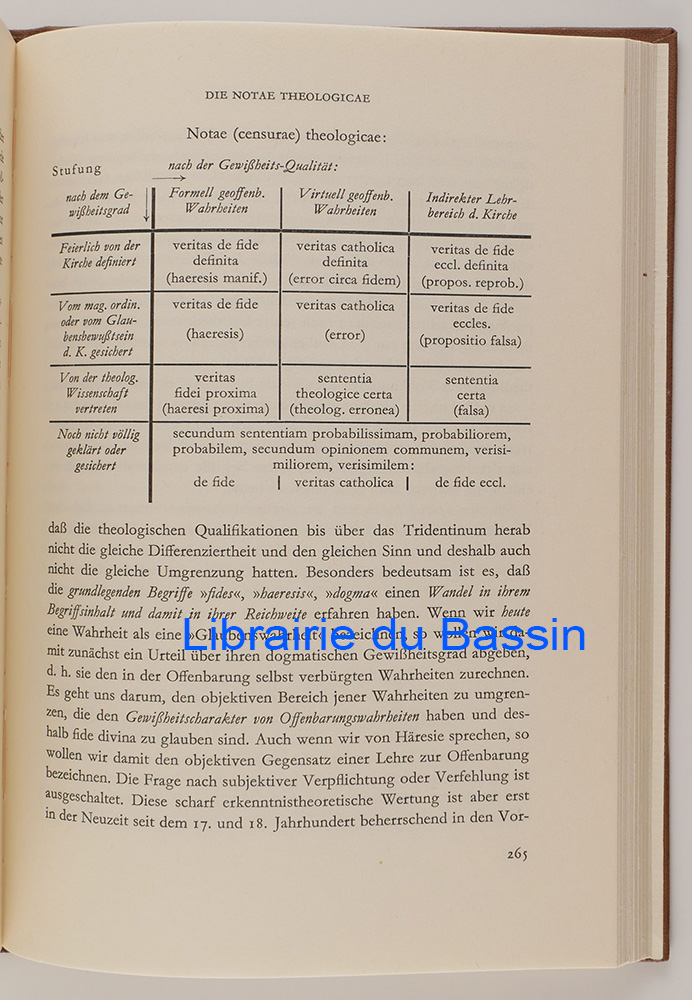 DIE NOTAE THEOLOGICAE
Notae (censurae) theologicae:
Stufung nach der Gewißheits-Qualität:
nach dem Ge-
wißheitsgrad
Formell geoffenb.
Wahrheiten
Virtuell geoffenb.
Wahrheiten
Indirekter Lehr-
bereich d. Kirche
Feierlich von der
Kirche definiert
veritas de fide
definita
(haeresis manif.)
veritas catholica
definita
(error circa fidem)
veritas de fide
eccl. definita
(propos. reprob.)
Vom mag. ordin.
oder vom Glau-
bensbewußtsein
d. K. gesichert
veritas de fide
(haeresis)
veritas catholica
(error)
veritas de fide
eccles.
(propositio falsa)
Von der theolog.
Wissenschaft
vertreten
veritas
fidei proxima
(haeresi proxima)
sententia
theologice certa
(theolog. erronea)
sententia
certa
(falsa)
Noch nicht völlig
geklärt oder
gesichert
secundum sententiam probabilissimam, probabiliorem,
probabilem, secundum opinionem communem, verisi-
miliorem, verisimilem:
de fide | veritas catholica | de fide eccl.
daß die theologischen Qualifikationen bis über das Tridentinum herab
nicht die gleiche Differenziertheit und den gleichen Sinn und deshalb auch
nicht die gleiche Umgrenzung hatten. Besonders bedeutsam ist es, daß
die grundlegenden Begriffe »fides«, »haeresis«, »dogma« einen Wandel in ihrem
Begriffsinhalt und damit in ihrer Reichweite erfahren haben. Wenn wir heute
eine Wahrheit als eine »Glaubenswahrheit« bezeichnen, so wollen wir da-
mit zunächst ein Urteil über ihren dogmatischen Gewißheitsgrad abgeben,
d. h. sie den in der Offenbarung selbst verbürgten Wahrheiten zurechnen.
Es geht uns darum, den objektiven Bereich jener Wahrheiten zu umgren-
zen, die den Gewißheitscharakter von Offenbarungswahrheiten haben und des-
halb fide divina zu glauben sind. Auch wenn wir von Häresie sprechen, so
wollen wir damit den objektiven Gegensatz einer Lehre zur Offenbarung
bezeichnen. Die Frage nach subjektiver Verpflichtung oder Verfehlung ist
ausgeschaltet. Diese scharf erkenntnistheoretische Wertung ist aber erst
in der Neuzeit seit dem 17. und 18. Jahrhundert beherrschend in den Vor-
265
Librairie du Bassin